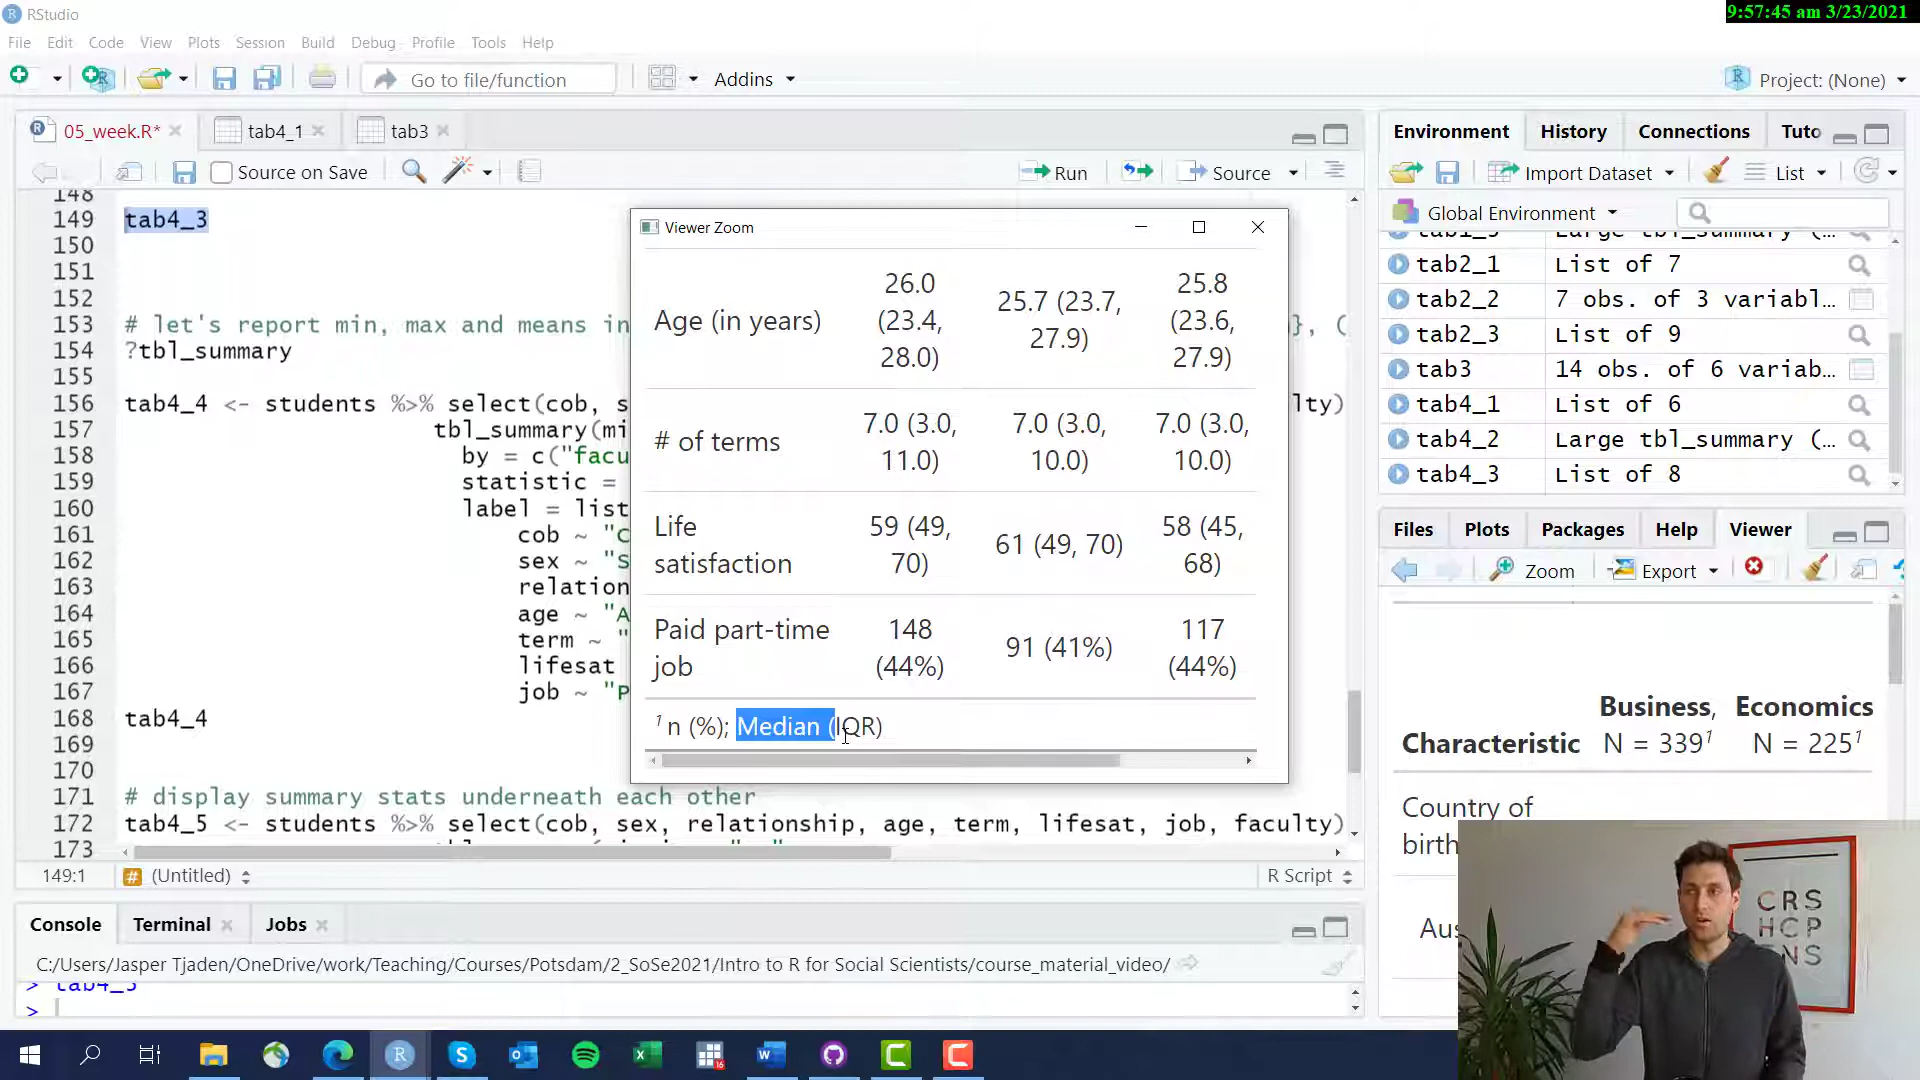 RStudio
9:57:45 am 3/23/2021
File Edit Code View Plots Session Build Debug Profile Tools Help
Go to file/function
Addins
Project: (None)
05_week.R*
tab4_1
tab3
Source on Save
Run
Source
148
149 tab4_3
150
151
152
153 # let's report min, max and means in
154 ?tbl_summary
155
156 tab4_4 <- students %>% select(cob, s
lty)
157 tbl_summary(mi
158 by = c("facu
159 statistic =
160 label = list
161 cob ~ "C
162 sex ~ "S
163 relation
164 age ~ "A
165 term ~ "
166 lifesat
167 job ~ "P
168 tab4_4
169
170
171 # display summary stats underneath each other
172 tab4_5 <- students %>% select(cob, sex, relationship, age, term, lifesat, job, faculty)
173
149:1
(Untitled)
R Script
Viewer Zoom
Age (in years)
26.0
(23.4,
28.0)
25.7 (23.7,
27.9)
25.8
(23.6,
27.9)
# of terms
7.0 (3.0,
11.0)
7.0 (3.0,
10.0)
7.0 (3.0,
10.0)
Life
satisfaction
59 (49,
70)
61 (49, 70)
58 (45,
68)
Paid part-time
job
148
(44%)
91 (41%)
117
(44%)
1 n (%); Median (IQR)
Console
Terminal
Jobs
C:/Users/Jasper Tjaden/OneDrive/work/Teaching/Courses/Potsdam/2_SoSe2021/Intro to R for Social Scientists/course_material_video/
> tab4_3
>
Environment History Connections Tuto
Import Dataset
List
Global Environment
tab2_1 List of 7
tab2_2 7 obs. of 3 variabl...
tab2_3 List of 9
tab3 14 obs. of 6 variab...
tab4_1 List of 6
tab4_2 Large tbl_summary (...
tab4_3 List of 8
Files Plots Packages Help Viewer
Zoom
Export
Characteristic
Business,
N = 339¹
Economics
N = 225¹
Country of
birth
Aus
CRS
HCP
ENS